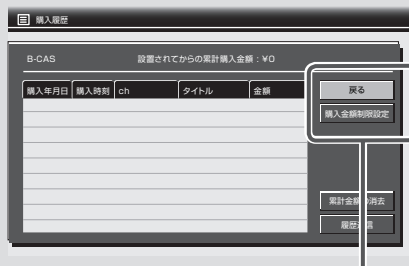 購入履歴
B-CAS 設置されてからの累計購入金額：¥0
購入年月日 購入時刻 ch タイトル 金額
戻る
購入金額制限設定
累計金額の消去
履歴